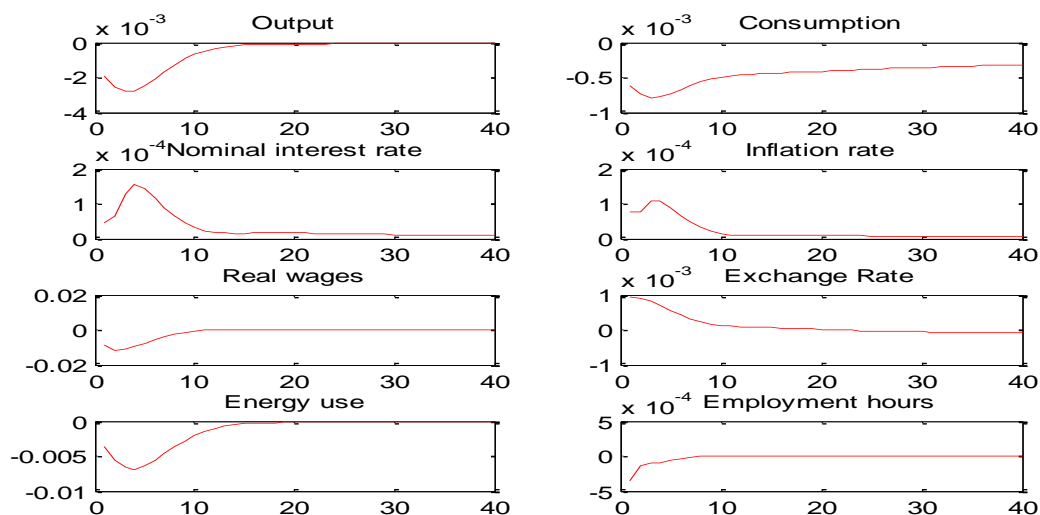 x 10^-3 Output
0
-2
-4
0 10 20 30 40
x 10^-3 Consumption
0
-0.5
-1
0 10 20 30 40
x 10^-4 Nominal interest rate
2
1
0
0 10 20 30 40
x 10^-4 Inflation rate
2
1
0
0 10 20 30 40
Real wages
0.02
0
-0.02
0 10 20 30 40
x 10^-3 Exchange Rate
1
0
-1
0 10 20 30 40
Energy use
0
-0.005
-0.01
0 10 20 30 40
x 10^-4 Employment hours
5
0
-5
0 10 20 30 40